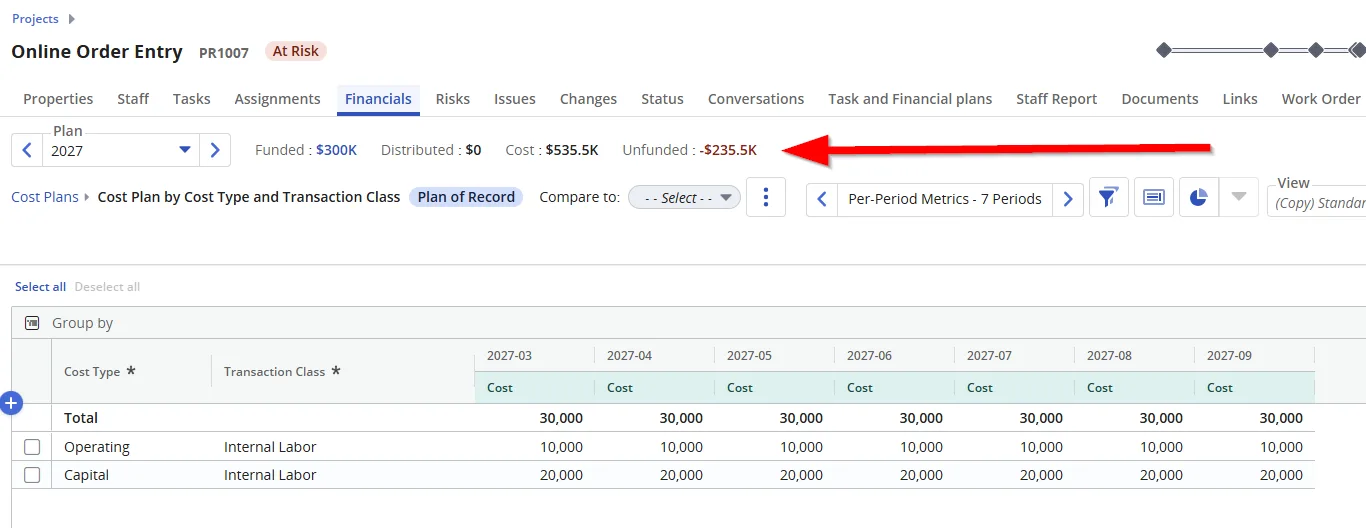 Projects
Online Order Entry PR1007 At Risk
Properties Staff Tasks Assignments Financials Risks Issues Changes Status Conversations Task and Financial plans Staff Report Documents Links Work Order
Plan
2027 Funded : $300K Distributed : $0 Cost : $535.5K Unfunded : -$235.5K
Cost Plans Cost Plan by Cost Type and Transaction Class Plan of Record Compare to: - - Select - - Per-Period Metrics - 7 Periods View
(Copy) Standar
Select all Deselect all
Group by
Cost Type * Transaction Class * 2027-03 2027-04 2027-05 2027-06 2027-07 2027-08 2027-09
Cost Cost Cost Cost Cost Cost Cost
Total 30,000 30,000 30,000 30,000 30,000 30,000 30,000
Operating Internal Labor 10,000 10,000 10,000 10,000 10,000 10,000 10,000
Capital Internal Labor 20,000 20,000 20,000 20,000 20,000 20,000 20,000